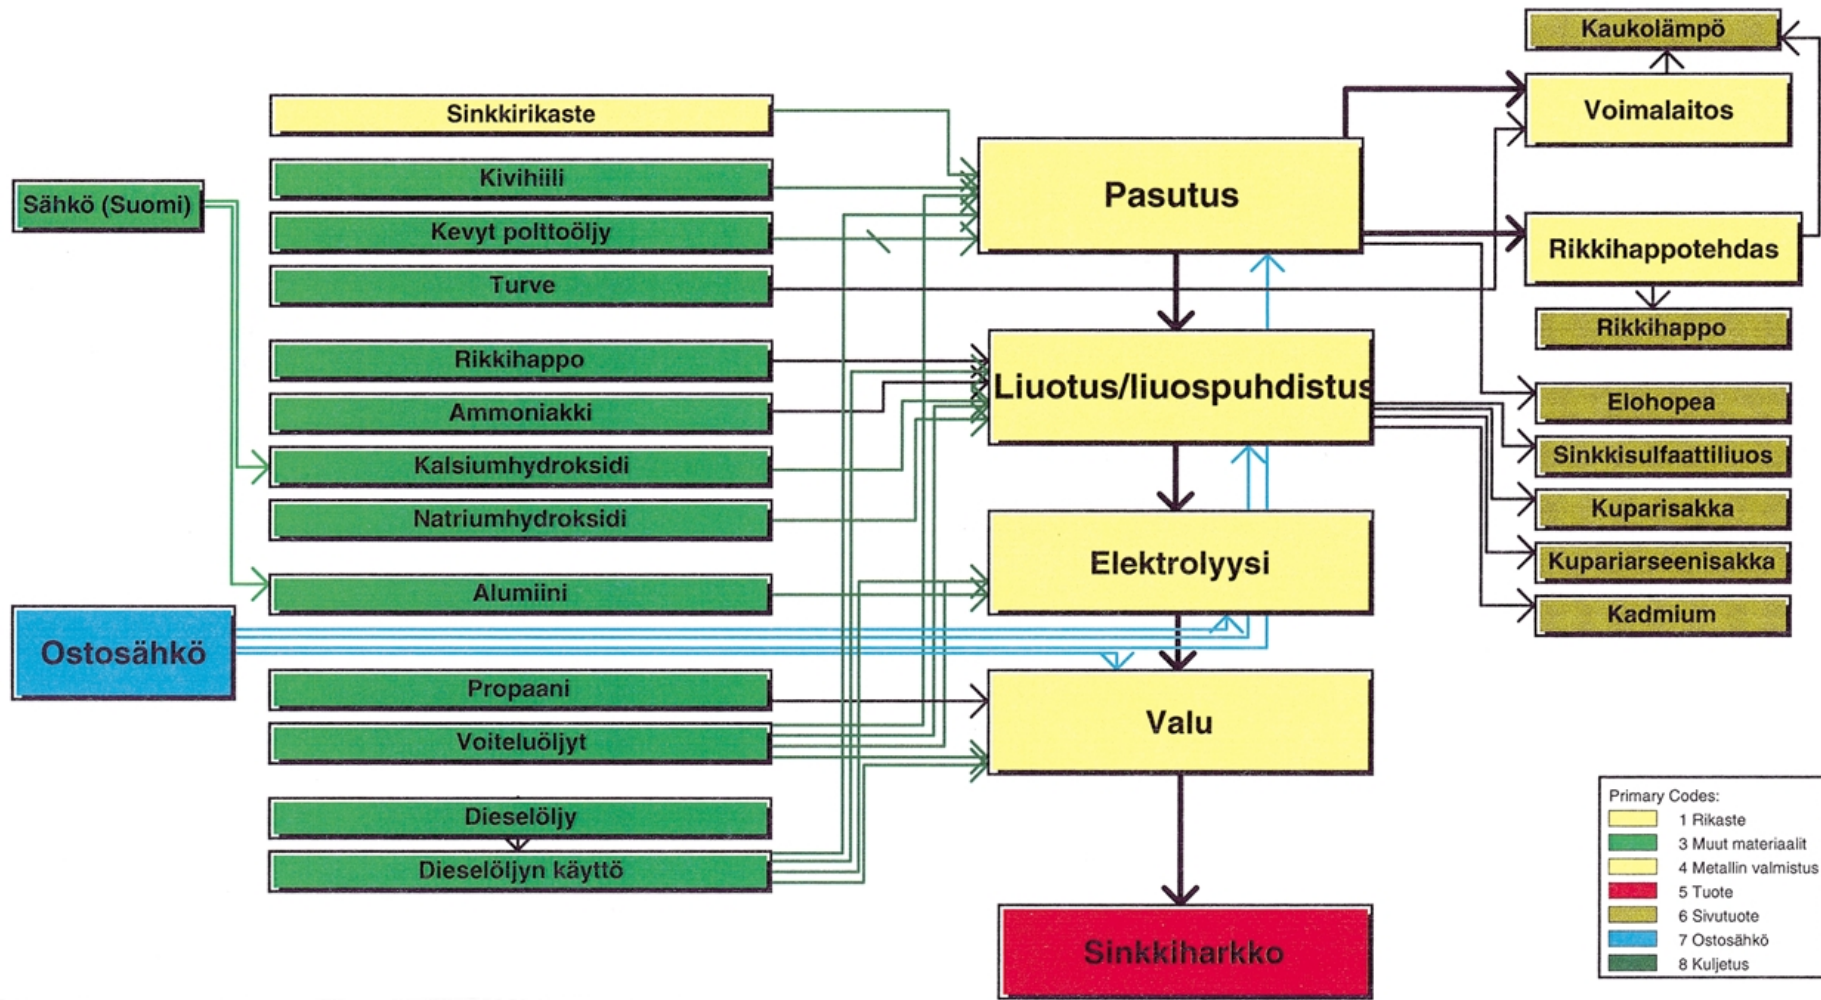 Kaukolämpö
Voimalaitos
Sinkkirikaste
Pasutus
Kivihiili
Sähkö (Suomi)
Kevyt polttoöljy
Rikkihappotehdas
Turve
Rikkihappo
Rikkihappo
Liuotus/liuospuhdistus
Ammoniakki
Elohopea
Kalsiumhydroksidi
Sinkkisulfaattiliuos
Natriumhydroksidi
Kuparisakka
Elektrolyysi
Kupariarseenisakka
Alumiini
Kadmium
Ostosähkö
Propaani
Valu
Voiteluöljyt
Dieselöljy
Dieselöljyn käyttö
Sinkkiharkko
Primary Codes:
1 Rikaste
3 Muut materiaalit
4 Metallin valmistus
5 Tuote
6 Sivutuote
7 Ostosähkö
8 Kuljetus